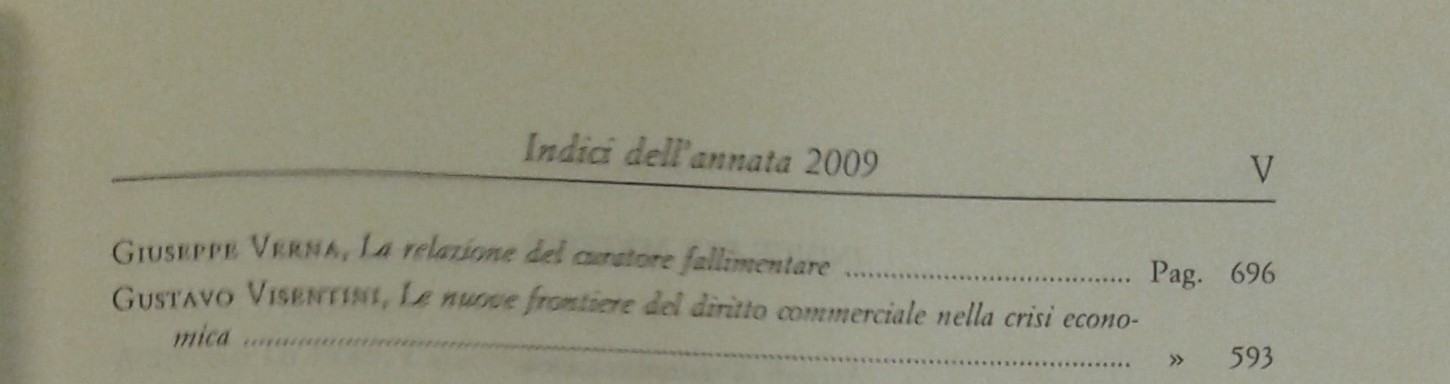 Indici dell'annata 2009 V
GIUSEPPE VERNA, La relazione del curatore fallimentare .................................... Pag. 696
GUSTAVO VISENTINI, Le nuove frontiere del diritto commerciale nella crisi econo-
mica .................................................................................................................. » 593